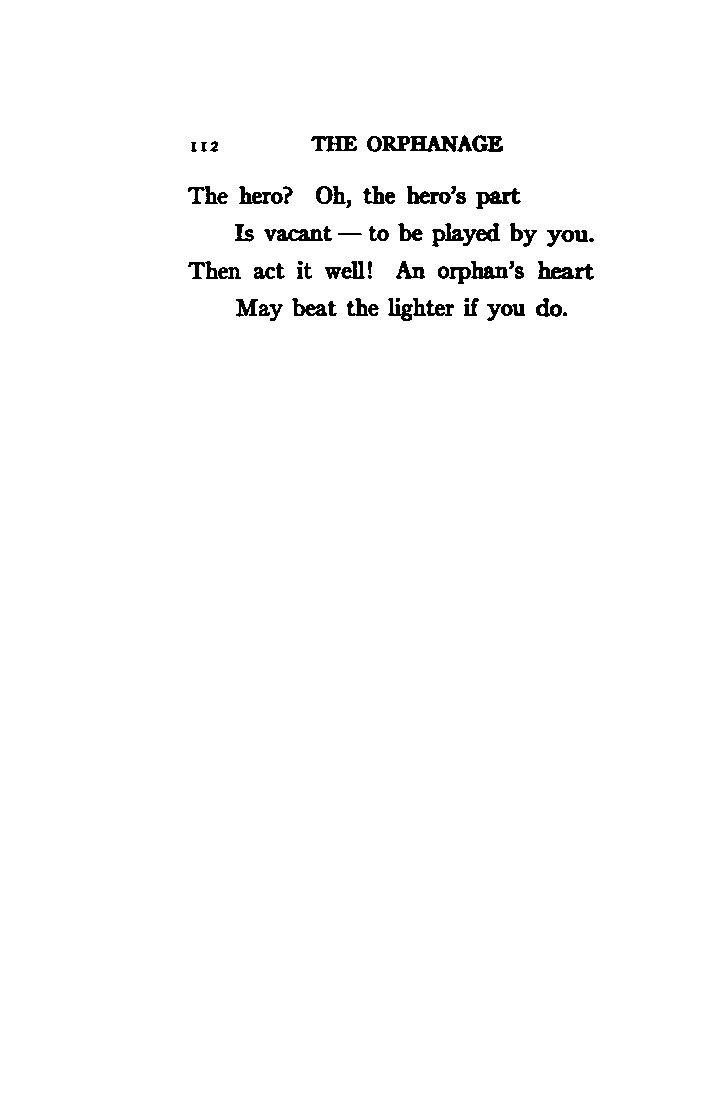 112 THE ORPHANAGE
The hero? Oh, the hero's part
Is vacant — to be played by you.
Then act it well! An orphan's heart
May beat the lighter if you do.